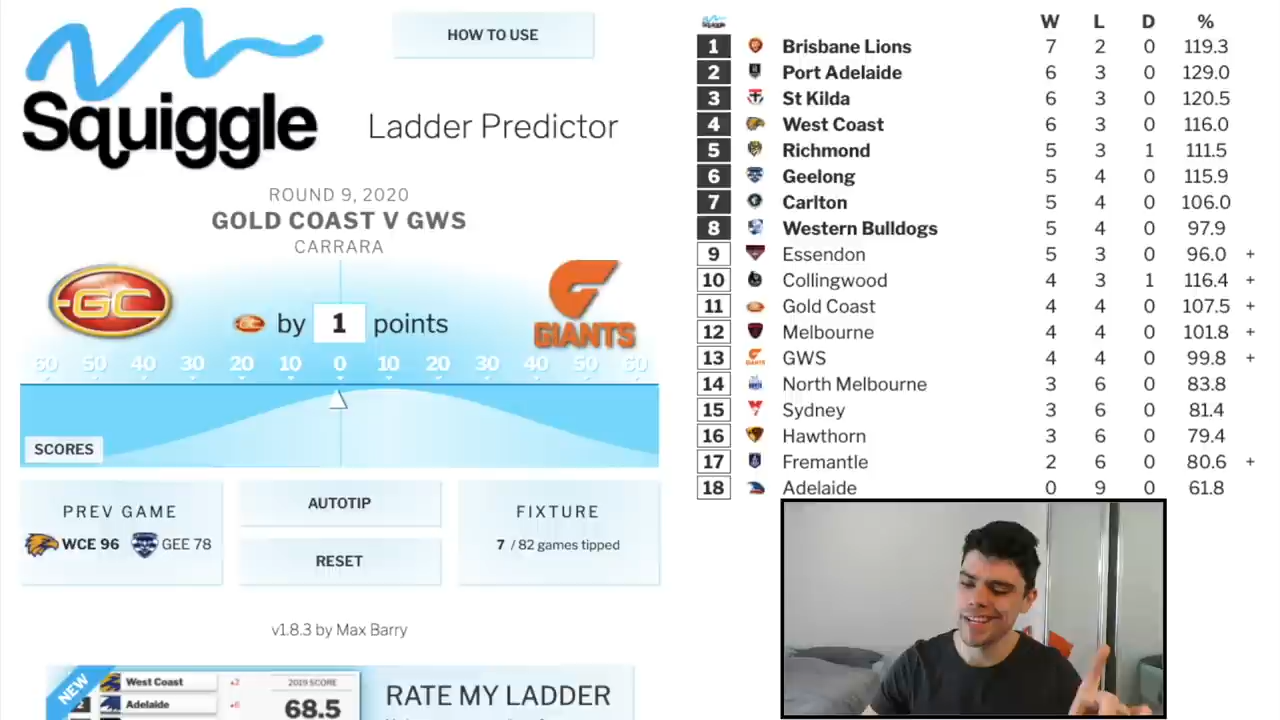 Squiggle
HOW TO USE
Ladder Predictor
ROUND 9, 2020
GOLD COAST V GWS
CARRARA
GC
GIANTS
by 1 points
60 50 40 30 20 10 0 10 20 30 40 50 60
SCORES
PREV GAME
WCE 96 GEE 78
AUTOTIP
RESET
FIXTURE
7 / 82 games tipped
v1.8.3 by Max Barry
NEW
West Coast +2
2 Adelaide +6
2019 SCORE
68.5
RATE MY LADDER
Squiggle W L D %
1 Brisbane Lions 7 2 0 119.3
2 Port Adelaide 6 3 0 129.0
3 St Kilda 6 3 0 120.5
4 West Coast 6 3 0 116.0
5 Richmond 5 3 1 111.5
6 Geelong 5 4 0 115.9
7 Carlton 5 4 0 106.0
8 Western Bulldogs 5 4 0 97.9
9 Essendon 5 3 0 96.0 +
10 Collingwood 4 3 1 116.4 +
11 Gold Coast 4 4 0 107.5 +
12 Melbourne 4 4 0 101.8 +
13 GIANTS GWS 4 4 0 99.8 +
14 North Melbourne 3 6 0 83.8
15 Sydney 3 6 0 81.4
16 Hawthorn 3 6 0 79.4
17 Fremantle 2 6 0 80.6 +
18 Adelaide 0 9 0 61.8